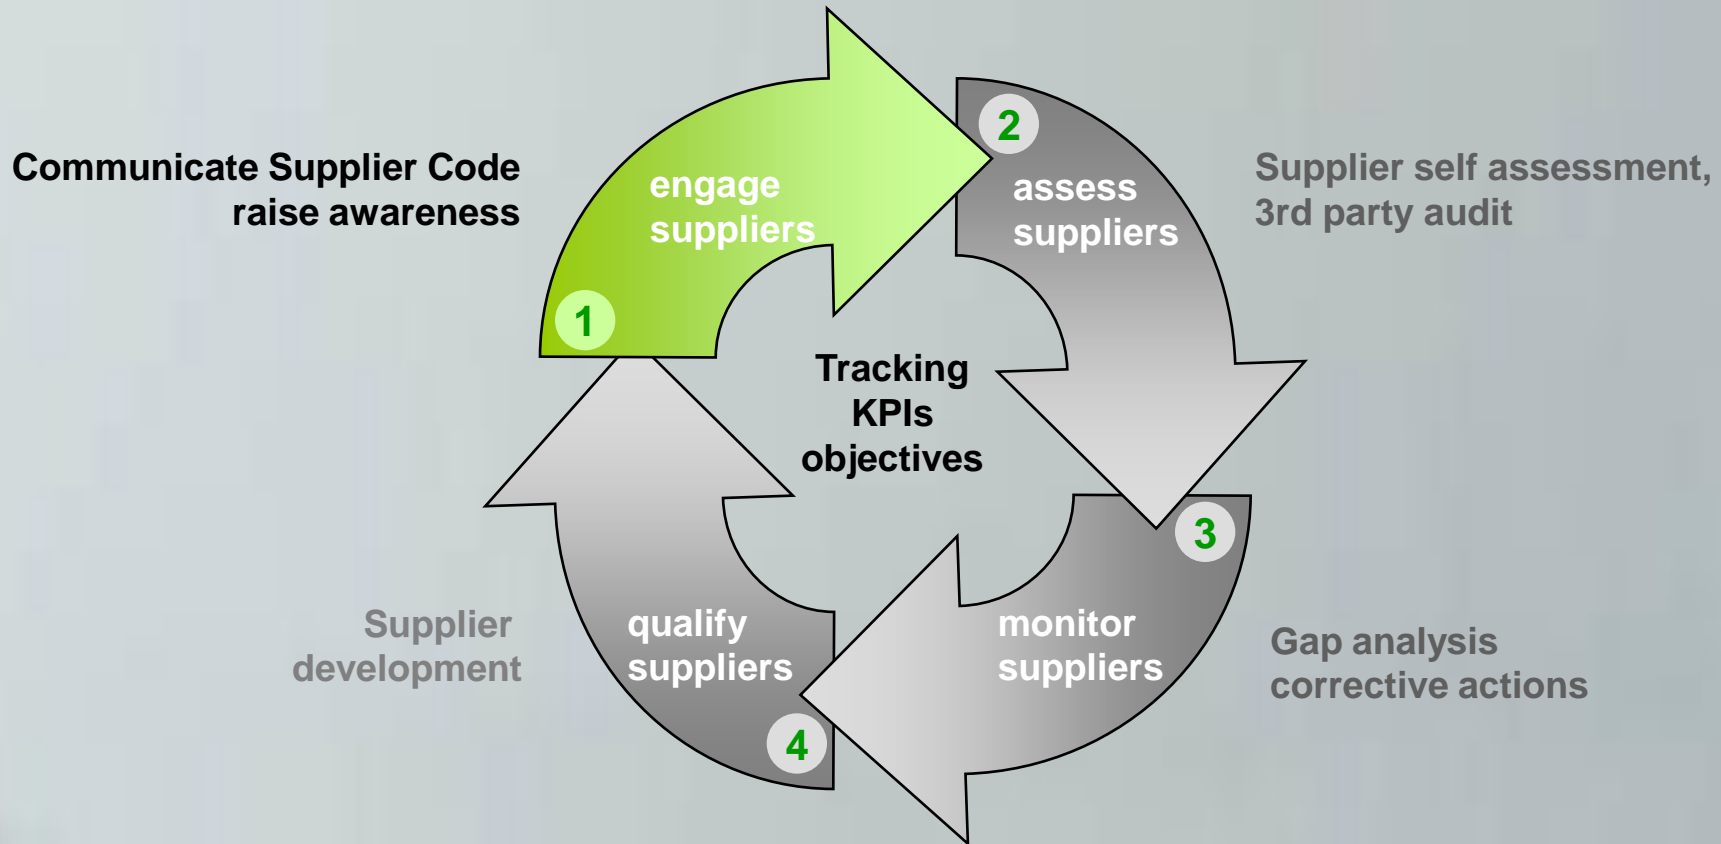 Communicate Supplier Code
raise awareness
1
engage
suppliers
2
assess
suppliers
Supplier self assessment,
3rd party audit
Tracking
KPIs
objectives
3
monitor
suppliers
Gap analysis
corrective actions
4
qualify
suppliers
Supplier
development